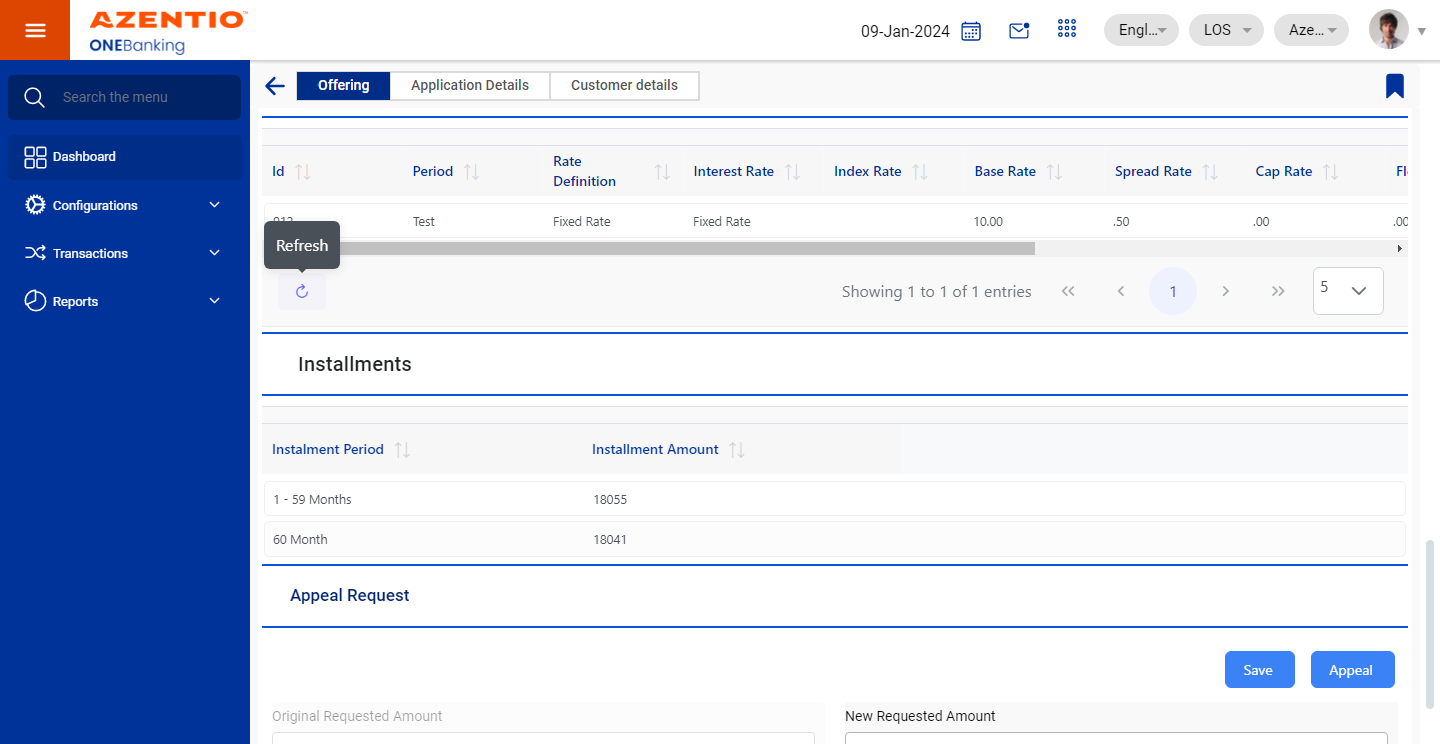 AZENTIO™
ONEBanking
09-Jan-2024
Engl...
LOS
Aze...
Search the menu
Dashboard
Configurations
Transactions
Reports
Offering
Application Details
Customer details
Id
Period
Rate
Definition
Interest Rate
Index Rate
Base Rate
Spread Rate
Cap Rate
Test
Fixed Rate
Fixed Rate
10.00
.50
.00
.00
Refresh
Showing 1 to 1 of 1 entries
1
5
Installments
Instalment Period
Installment Amount
1 - 59 Months
18055
60 Month
18041
Appeal Request
Save
Appeal
Original Requested Amount
New Requested Amount